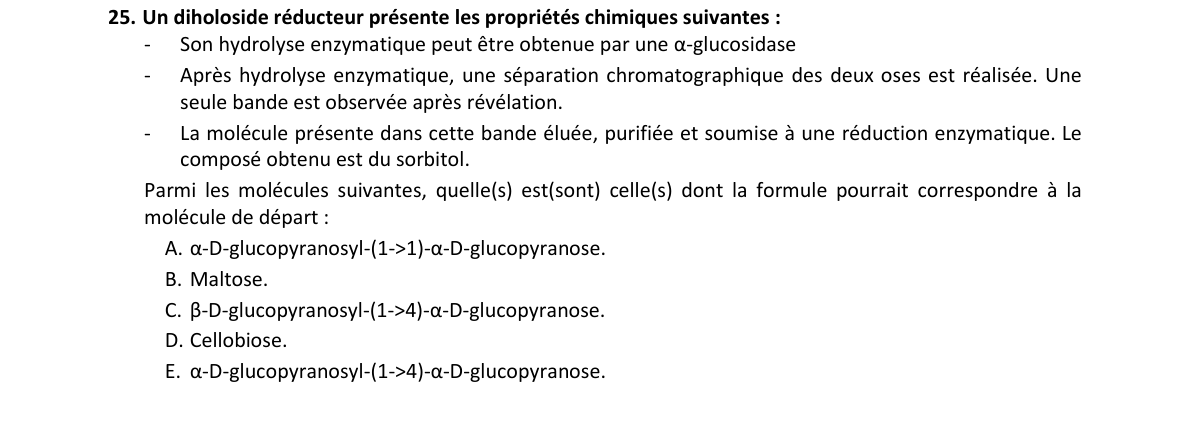 25. Un diholoside réducteur présente les propriétés chimiques suivantes :
- Son hydrolyse enzymatique peut être obtenue par une α-glucosidase
- Après hydrolyse enzymatique, une séparation chromatographique des deux oses est réalisée. Une
seule bande est observée après révélation.
- La molécule présente dans cette bande éluée, purifiée et soumise à une réduction enzymatique. Le
composé obtenu est du sorbitol.
Parmi les molécules suivantes, quelle(s) est(sont) celle(s) dont la formule pourrait correspondre à la
molécule de départ :
A. α-D-glucopyranosyl-(1->1)-α-D-glucopyranose.
B. Maltose.
C. β-D-glucopyranosyl-(1->4)-α-D-glucopyranose.
D. Cellobiose.
E. α-D-glucopyranosyl-(1->4)-α-D-glucopyranose.